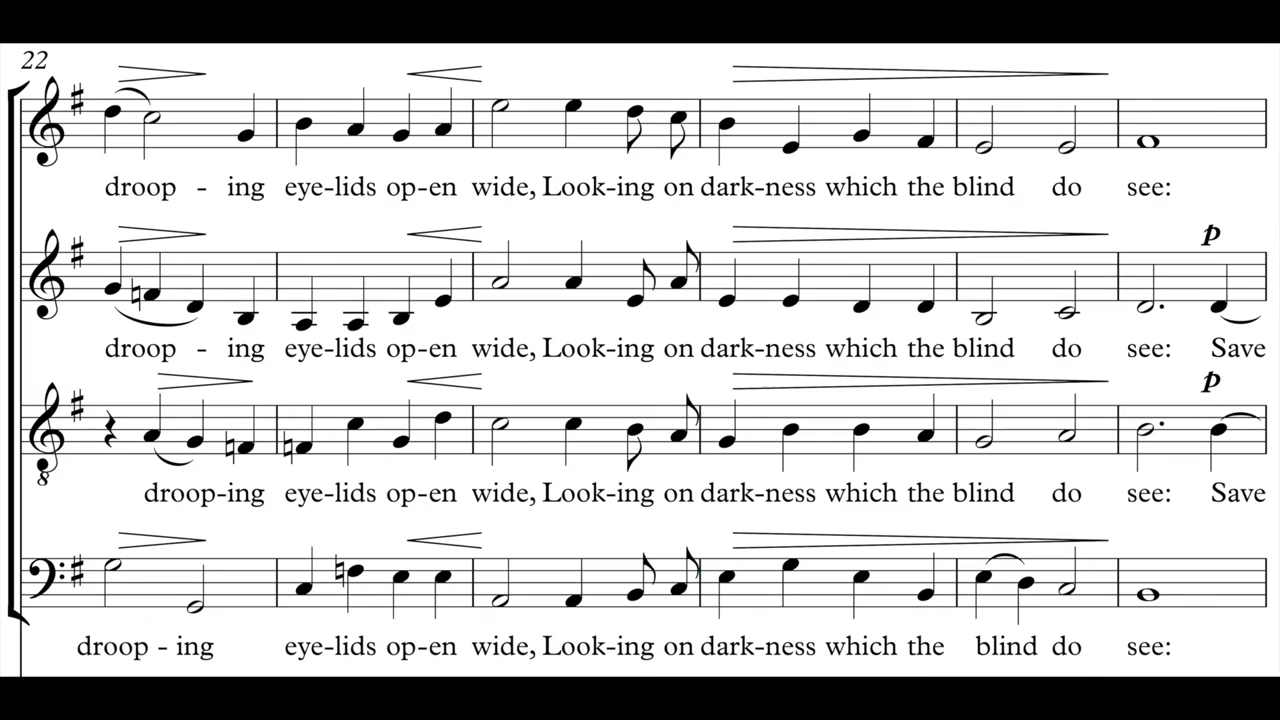 22
droop - ing eye-lids op-en wide, Look-ing on dark-ness which the blind do see:
p
droop - ing eye-lids op-en wide, Look-ing on dark-ness which the blind do see: Save
p
8
droop-ing eye-lids op-en wide, Look-ing on dark-ness which the blind do see: Save
droop - ing eye-lids op-en wide, Look-ing on dark-ness which the blind do see: